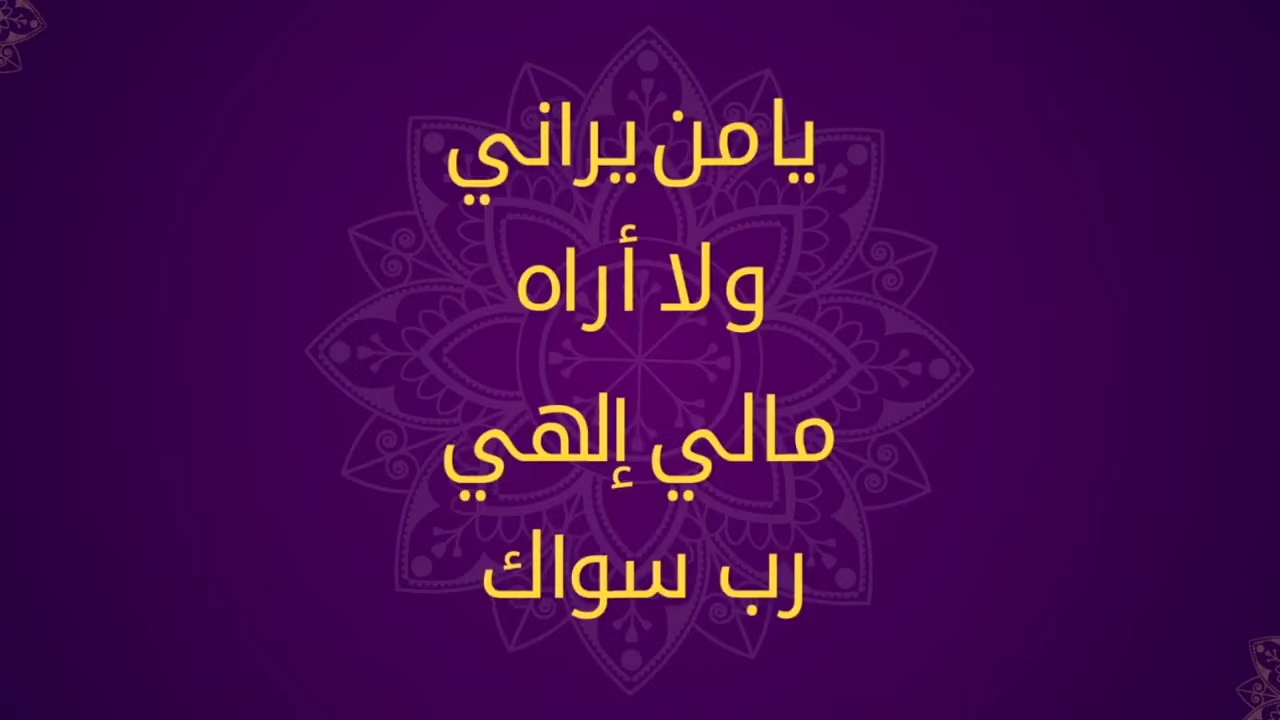 يامن يراني
ولا أراه
مالي إلهي
رب سواك